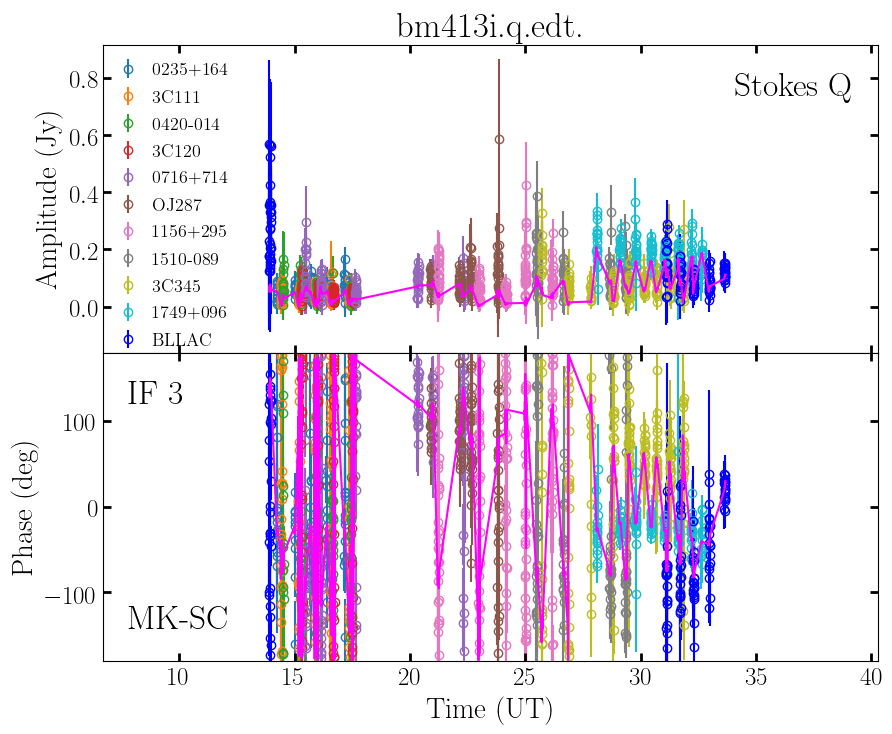 bm413i.q.edt.
Stokes Q
0235+164
3C111
0420-014
3C120
0716+714
OJ287
1156+295
1510-089
3C345
1749+096
BLLAC
Amplitude (Jy)
0.8
0.6
0.4
0.2
0.0
IF 3
MK-SC
Phase (deg)
100
0
−100
10 15 20 25 30 35 40
Time (UT)